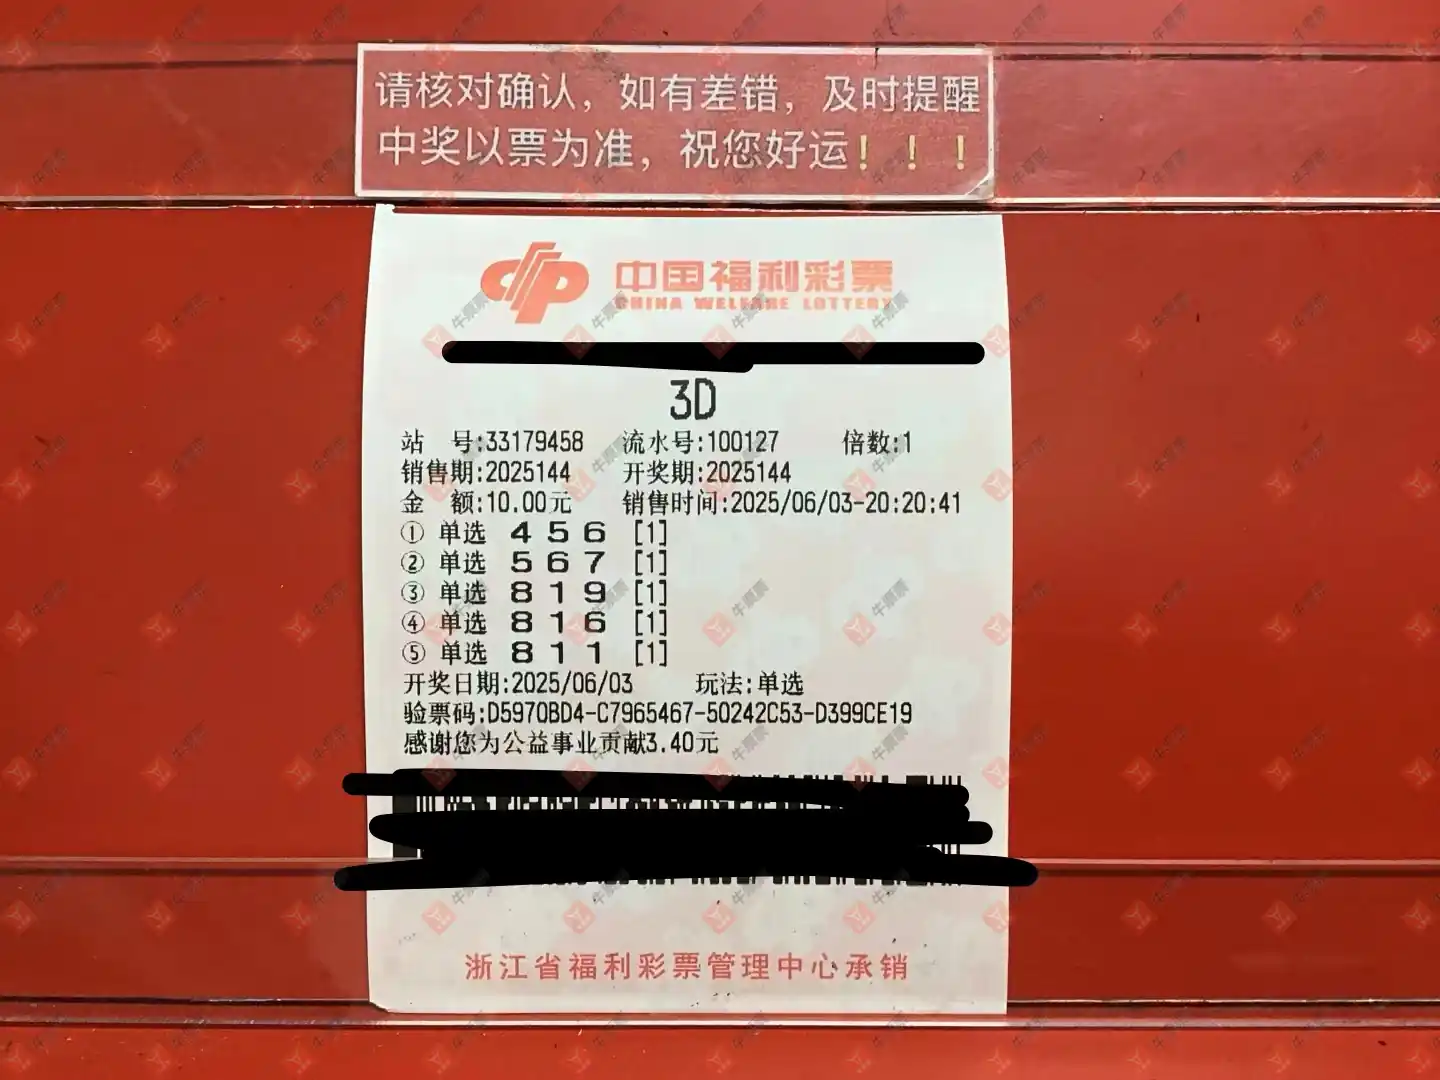 请核对确认，如有差错，及时提醒
中奖以票为准，祝您好运！！！
中国福利彩票
CHINA WELFARE LOTTERY
3D
站 号:33179458 流水号:100127 倍数:1
销售期:2025144 开奖期:2025144
金 额:10.00元 销售时间:2025/06/03-20:20:41
① 单选 4 5 6 [1]
② 单选 5 6 7 [1]
③ 单选 8 1 9 [1]
④ 单选 8 1 6 [1]
⑤ 单选 8 1 1 [1]
开奖日期:2025/06/03 玩法:单选
验票码:D5970BD4-C7965467-50242C53-D399CE19
感谢您为公益事业贡献3.40元
浙江省福利彩票管理中心承销
牛票票